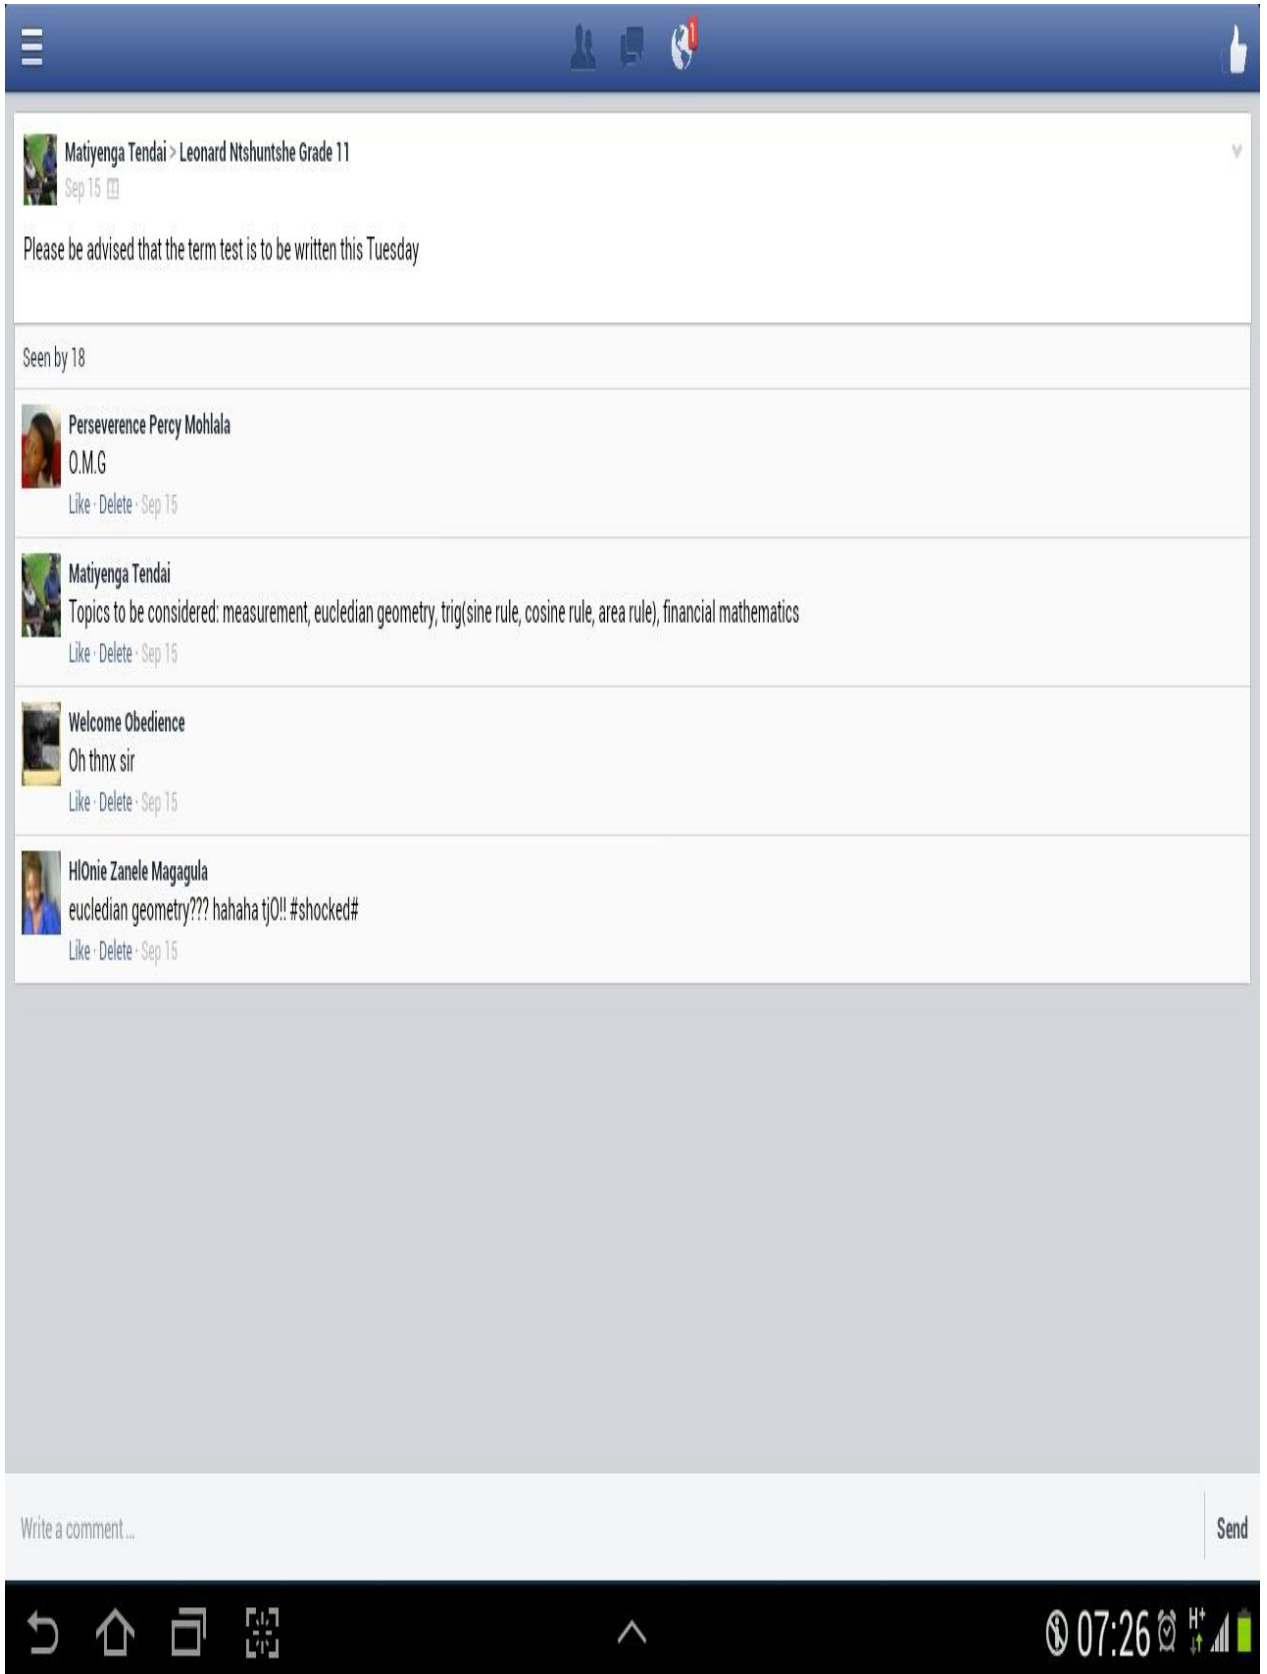 1
Matiyenga Tendai > Leonard Ntshuntshe Grade 11
Sep 15
Please be advised that the term test is to be written this Tuesday
Seen by 18
Perseverence Percy Mohlala
O.M.G
Like · Delete · Sep 15
Matiyenga Tendai
Topics to be considered: measurement, eucledian geometry, trig(sine rule, cosine rule, area rule), financial mathematics
Like · Delete · Sep 15
Welcome Obedience
Oh thnx sir
Like · Delete · Sep 15
HlOnie Zanele Magagula
eucledian geometry??? hahaha tjO!! #shocked#
Like · Delete · Sep 15
Write a comment ...
Send
07:26 H+